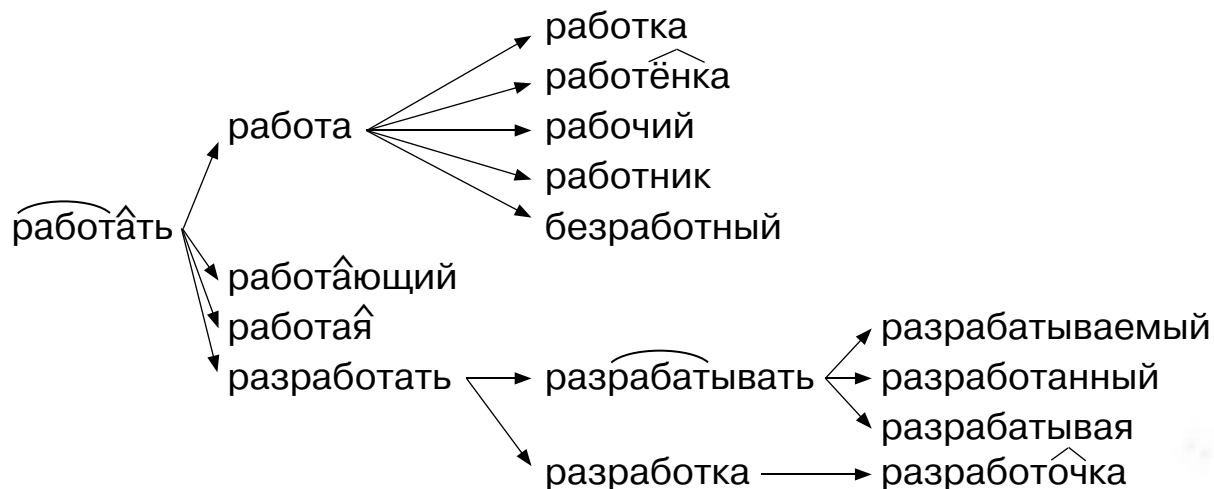 работка
работёнка
работа
рабочий
работник
работать
безработный
работающий
работая
разрабатываемый
разработать
разрабатывать
разработанный
разрабатывая
разработка
разработочка